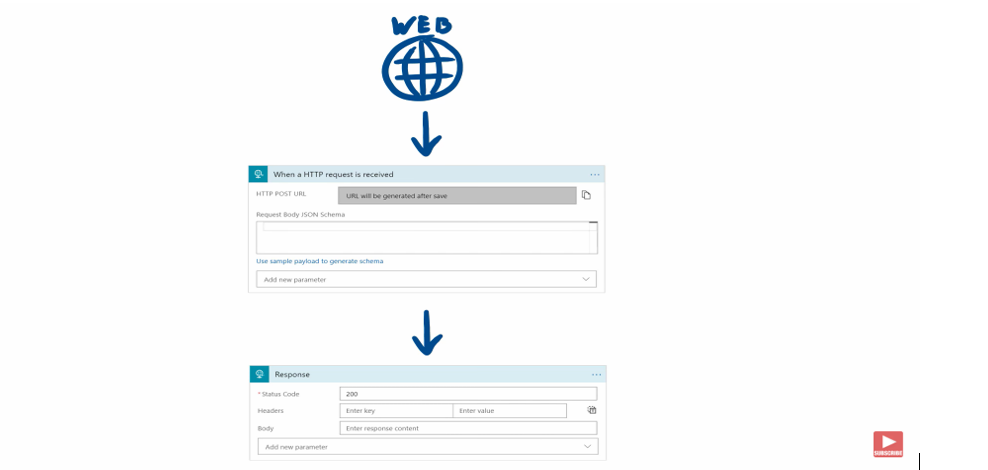 WEB
When a HTTP request is received
HTTP POST URL
URL will be generated after save
Request Body JSON Schema
Use sample payload to generate schema
Add new parameter
Response
* Status Code
200
Headers
Enter key
Enter value
Body
Enter response content
Add new parameter
SUBSCRIBE